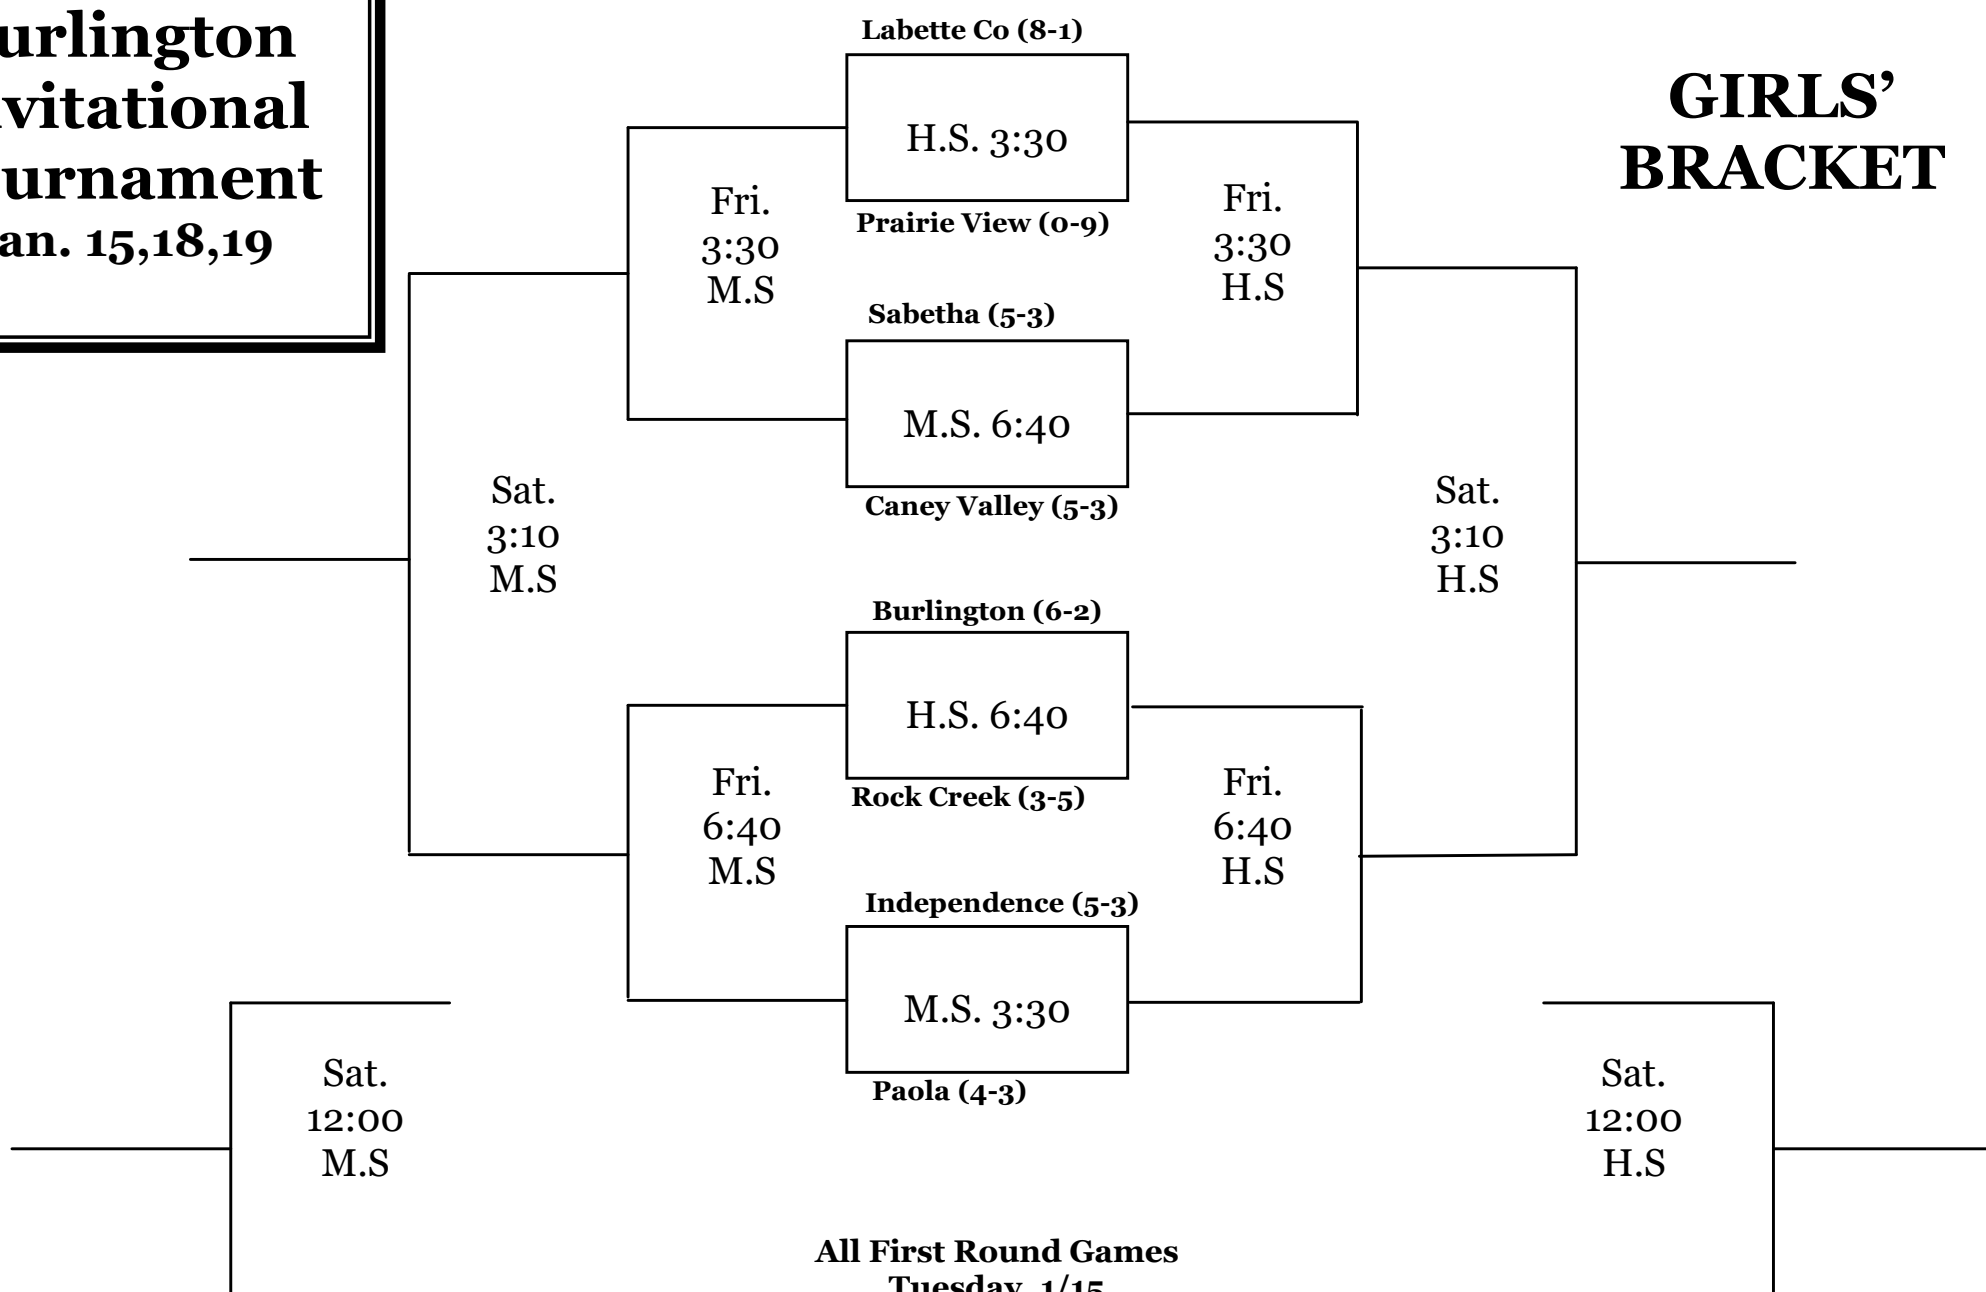 urlington
vitational
urnament
an. 15,18,19
GIRLS’
BRACKET
Labette Co (8-1)
H.S. 3:30
Prairie View (0-9)
Fri.
3:30
M.S
Fri.
3:30
H.S
Sabetha (5-3)
M.S. 6:40
Caney Valley (5-3)
Sat.
3:10
M.S
Sat.
3:10
H.S
Burlington (6-2)
H.S. 6:40
Rock Creek (3-5)
Fri.
6:40
M.S
Fri.
6:40
H.S
Independence (5-3)
M.S. 3:30
Paola (4-3)
Sat.
12:00
M.S
Sat.
12:00
H.S
All First Round Games
Tuesday, 1/15